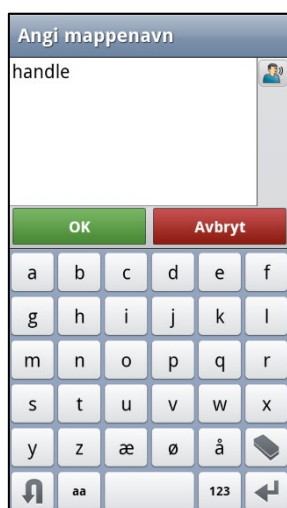 Angi mappenavn
handle
OK Avbryt
a b c d e f
g h i j k l
m n o p q r
s t u v w x
y z æ ø å
aa 123